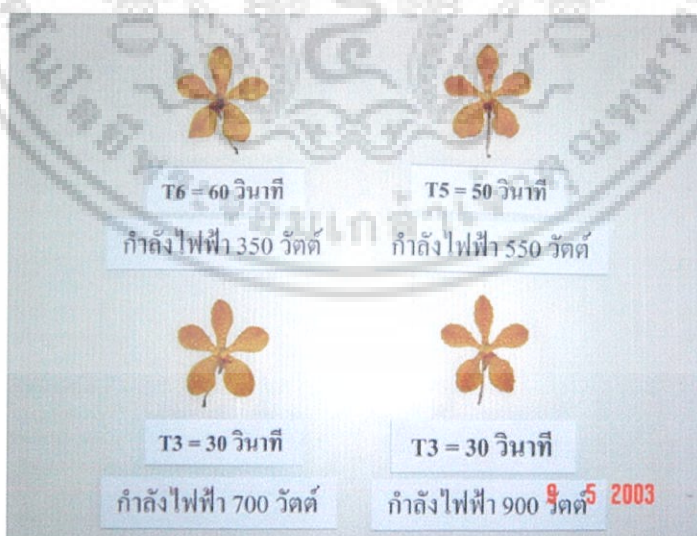 T6 = 60 วินาที
T5 = 50 วินาที
กำลังไฟฟ้า 350 วัตต์
กำลังไฟฟ้า 550 วัตต์
T3 = 30 วินาที
T3 = 30 วินาที
กำลังไฟฟ้า 700 วัตต์
กำลังไฟฟ้า 900 วัตต์
9 5 2003